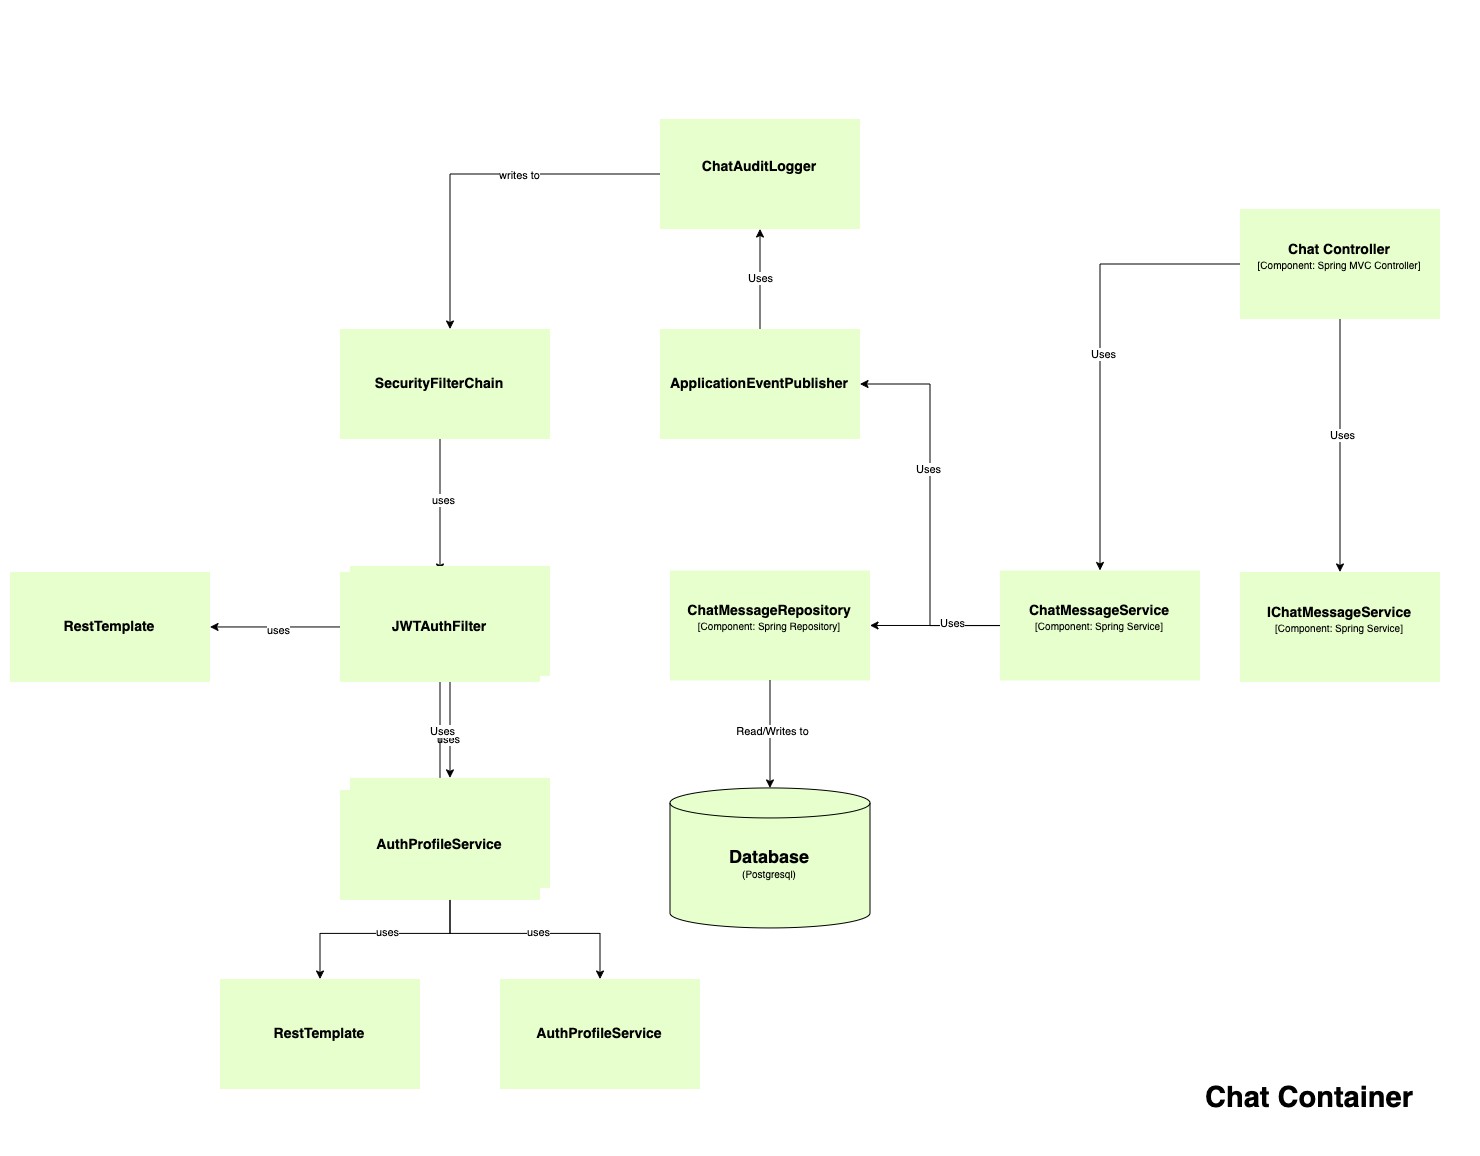 ChatAuditLogger
writes to
Chat Controller
[Component: Spring MVC Controller]
Uses
Uses
SecurityFilterChain
ApplicationEventPublisher
Uses
Uses
uses
ChatMessageRepository
[Component: Spring Repository]
ChatMessageService
[Component: Spring Service]
IChatMessageService
[Component: Spring Service]
RestTemplate
uses
JWTAuthFilter
Uses
Uses
uses
Read/Writes to
AuthProfileService
Database
(Postgresql)
uses
uses
RestTemplate
AuthProfileService
Chat Container